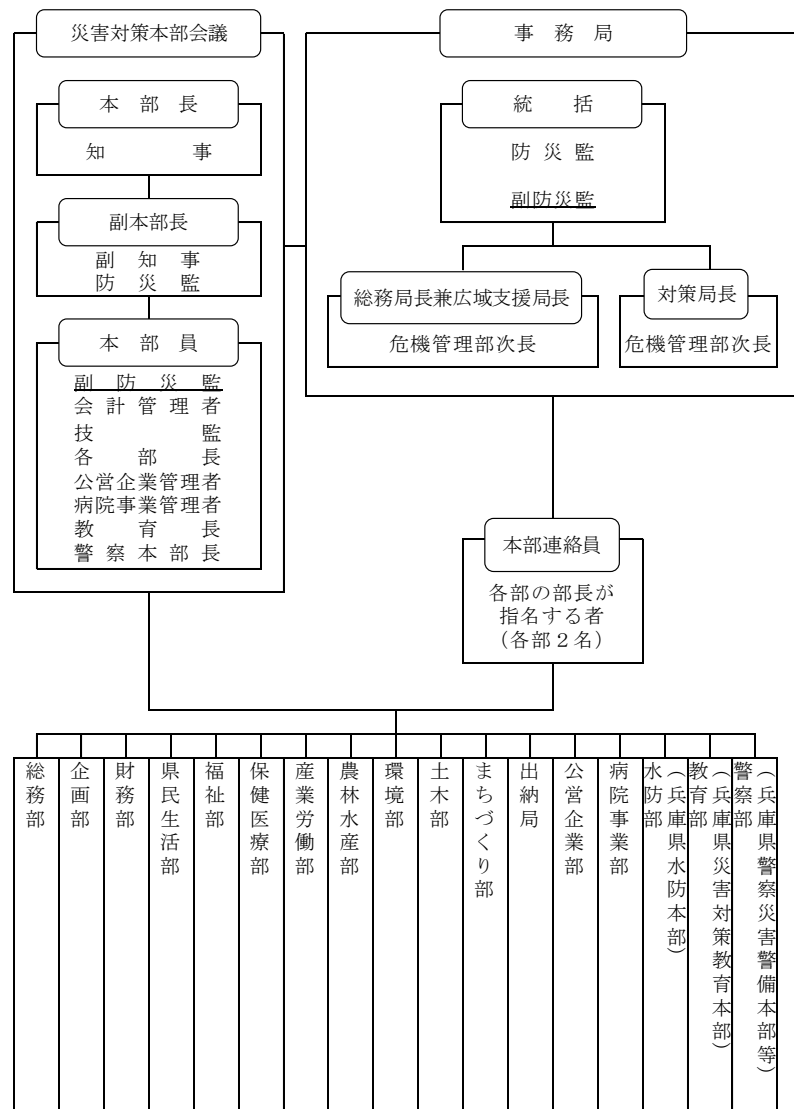 災害対策本部会議
本部長
知事
副本部長
副知事
防災監
本部員
副防災監
会計管理者
技監
各部長
公営企業管理者
病院事業管理者
教育長
警察本部長
事務局
統括
防災監
副防災監
総務局長兼広域支援局長
危機管理部次長
対策局長
危機管理部次長
本部連絡員
各部の部長が
指名する者
（各部２名）
総務部
企画部
財務部
県民生活部
福祉部
保健医療部
産業労働部
農林水産部
環境部
土木部
まちづくり部
出納局
公営企業部
病院事業部
水防部
（兵庫県水防本部）
教育部
（兵庫県災害対策教育本部）
警察部
（兵庫県警察災害警備本部等）